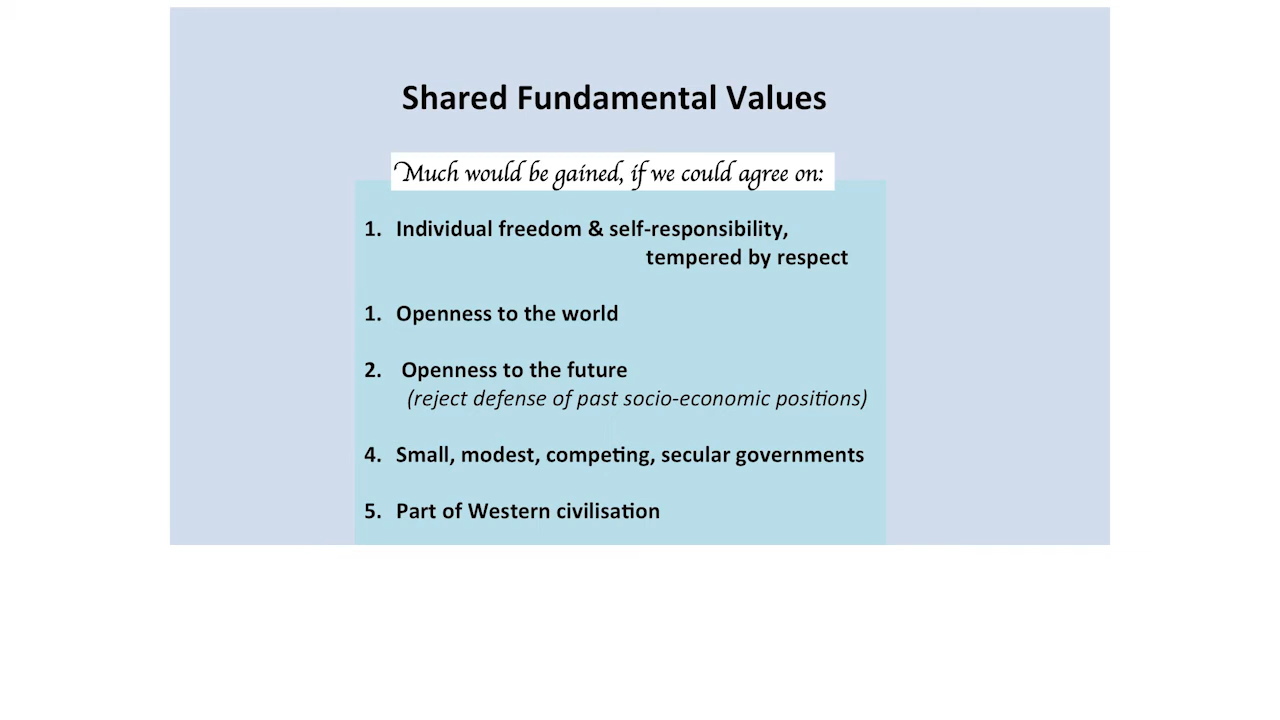 Shared Fundamental Values
Much would be gained, if we could agree on:
1. Individual freedom & self-responsibility,
tempered by respect
1. Openness to the world
2. Openness to the future
(reject defense of past socio-economic positions)
4. Small, modest, competing, secular governments
5. Part of Western civilisation